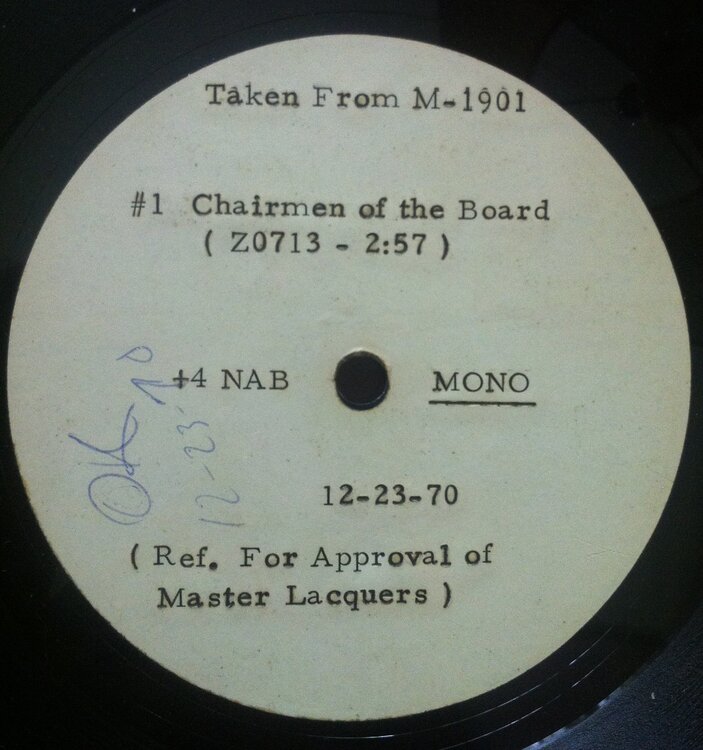 Taken From M-1901
#1 Chairmen of the Board
( Z0713 - 2:57 )
+4 NAB MONO
12-23-70
( Ref. For Approval of
Master Lacquers )
OK
12-23-70